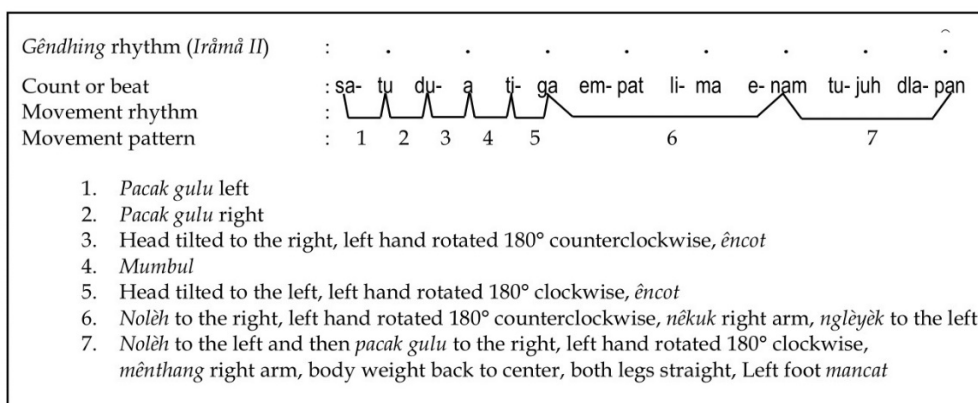 Gêndhing rhythm (Iråmå II) : . . . . . . . .
Count or beat : sa- tu du- a ti- ga em- pat li- ma e- nam tu- juh dla- pan
Movement rhythm :
Movement pattern : 1 2 3 4 5 6 7
1. Pacak gulu left
2. Pacak gulu right
3. Head tilted to the right, left hand rotated 180° counterclockwise, êncot
4. Mumbul
5. Head tilted to the left, left hand rotated 180° clockwise, êncot
6. Nolèh to the right, left hand rotated 180° counterclockwise, nêkuk right arm, nglèyèk to the left
7. Nolèh to the left and then pacak gulu to the right, left hand rotated 180° clockwise,
mênthang right arm, body weight back to center, both legs straight, Left foot mancat